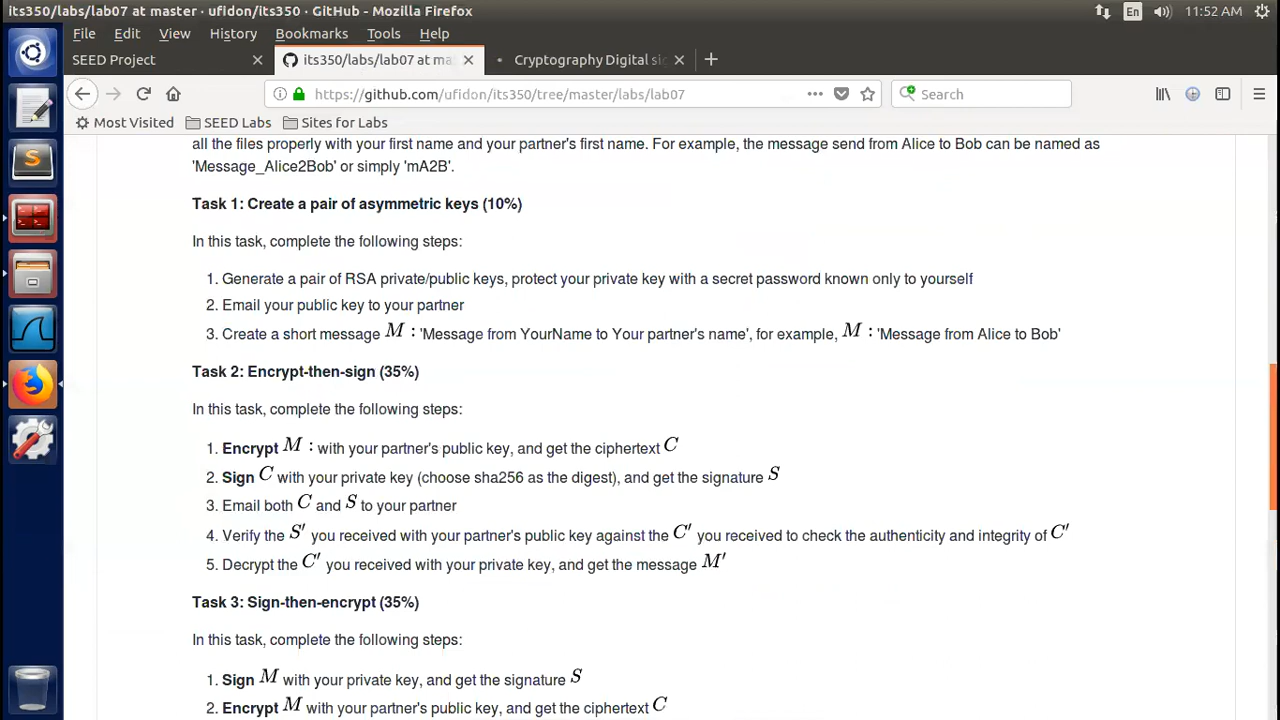 its350/labs/lab07 at master · ufidon/its350 · GitHub - Mozilla Firefox
En
11:52 AM
File Edit View History Bookmarks Tools Help
SEED Project
its350/labs/lab07 at ma
Cryptography Digital si
https://github.com/ufidon/its350/tree/master/labs/lab07
Search
Most Visited SEED Labs Sites for Labs
all the files properly with your first name and your partner's first name. For example, the message send from Alice to Bob can be named as
'Message_Alice2Bob' or simply 'mA2B'.
Task 1: Create a pair of asymmetric keys (10%)
In this task, complete the following steps:
1. Generate a pair of RSA private/public keys, protect your private key with a secret password known only to yourself
2. Email your public key to your partner
3. Create a short message M : 'Message from YourName to Your partner's name', for example, M : 'Message from Alice to Bob'
Task 2: Encrypt-then-sign (35%)
In this task, complete the following steps:
1. Encrypt M : with your partner's public key, and get the ciphertext C
2. Sign C with your private key (choose sha256 as the digest), and get the signature S
3. Email both C and S to your partner
4. Verify the S′ you received with your partner's public key against the C′ you received to check the authenticity and integrity of C′
5. Decrypt the C′ you received with your private key, and get the message M′
Task 3: Sign-then-encrypt (35%)
In this task, complete the following steps:
1. Sign M with your private key, and get the signature S
2. Encrypt M with your partner's public key, and get the ciphertext C